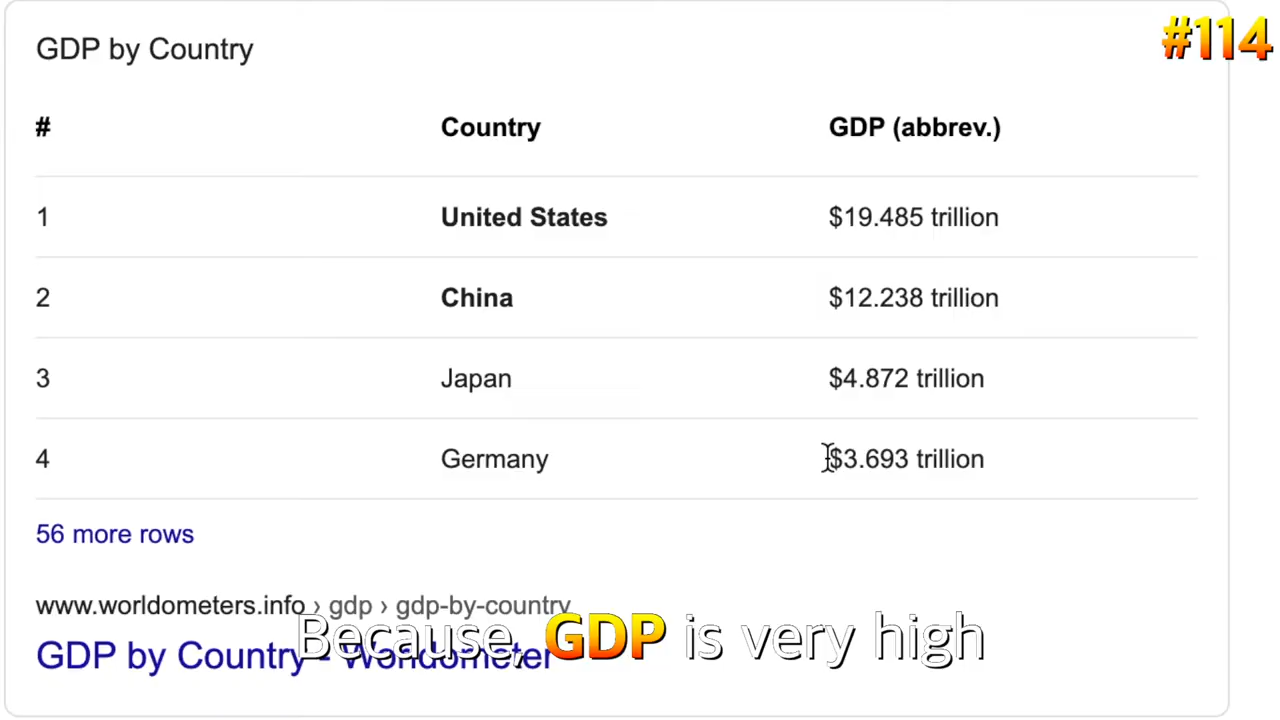 #114
GDP by Country
# Country GDP (abbrev.)
1 United States $19.485 trillion
2 China $12.238 trillion
3 Japan $4.872 trillion
4 Germany $3.693 trillion
56 more rows
www.worldometers.info › gdp › gdp-by-country
Because, GDP is very high
GDP by Country - Worldometer